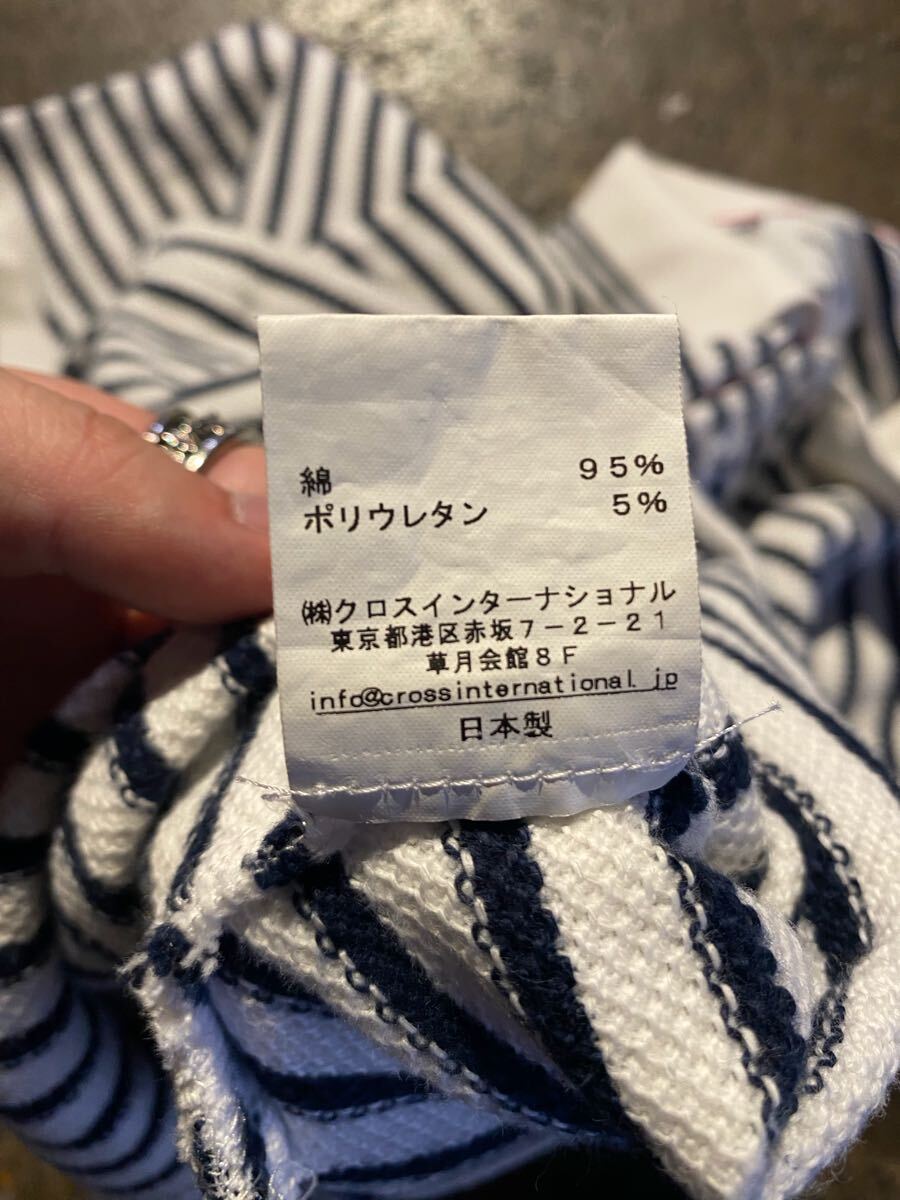 綿 95%
ポリウレタン 5%
㈱クロスインターナショナル
東京都港区赤坂7-2-21
草月会館8F
info@crossinternational.jp
日本製